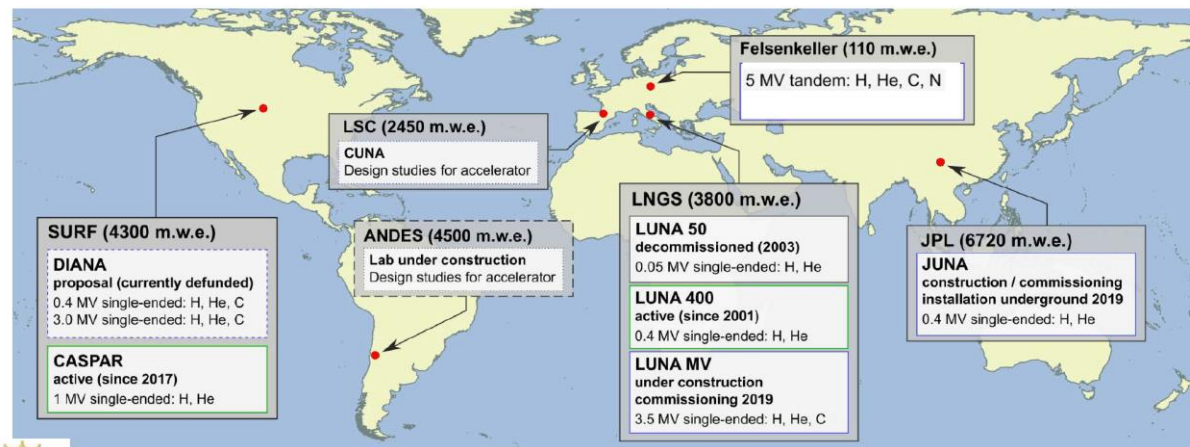 Felsenkeller (110 m.w.e.)
5 MV tandem: H, He, C, N
LSC (2450 m.w.e.)
CUNA
Design studies for accelerator
SURF (4300 m.w.e.)
DIANA
proposal (currently defunded)
0.4 MV single-ended: H, He, C
3.0 MV single-ended: H, He, C
CASPAR
active (since 2017)
1 MV single-ended: H, He
ANDES (4500 m.w.e.)
Lab under construction
Design studies for accelerator
LNGS (3800 m.w.e.)
LUNA 50
decommissioned (2003)
0.05 MV single-ended: H, He
LUNA 400
active (since 2001)
0.4 MV single-ended: H, He
LUNA MV
under construction
commissioning 2019
3.5 MV single-ended: H, He, C
JPL (6720 m.w.e.)
JUNA
construction / commissioning
installation underground 2019
0.4 MV single-ended: H, He